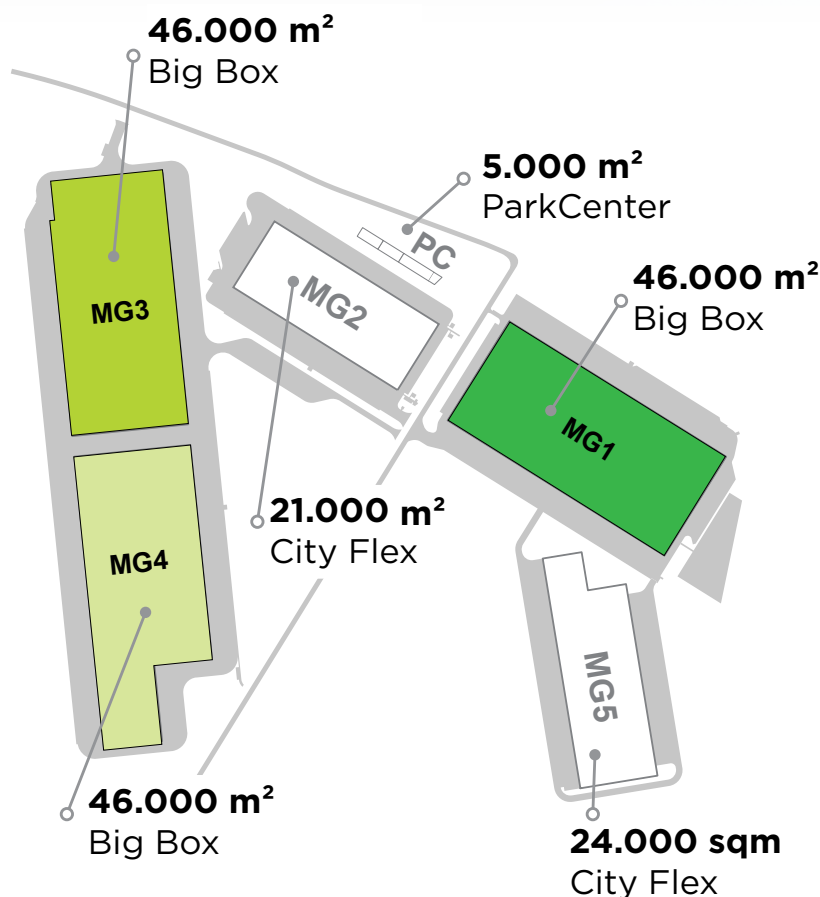 46.000 m²
Big Box
5.000 m²
ParkCenter
PC
46.000 m²
Big Box
MG3
MG2
MG1
21.000 m²
City Flex
MG4
MG5
46.000 m²
Big Box
24.000 sqm
City Flex